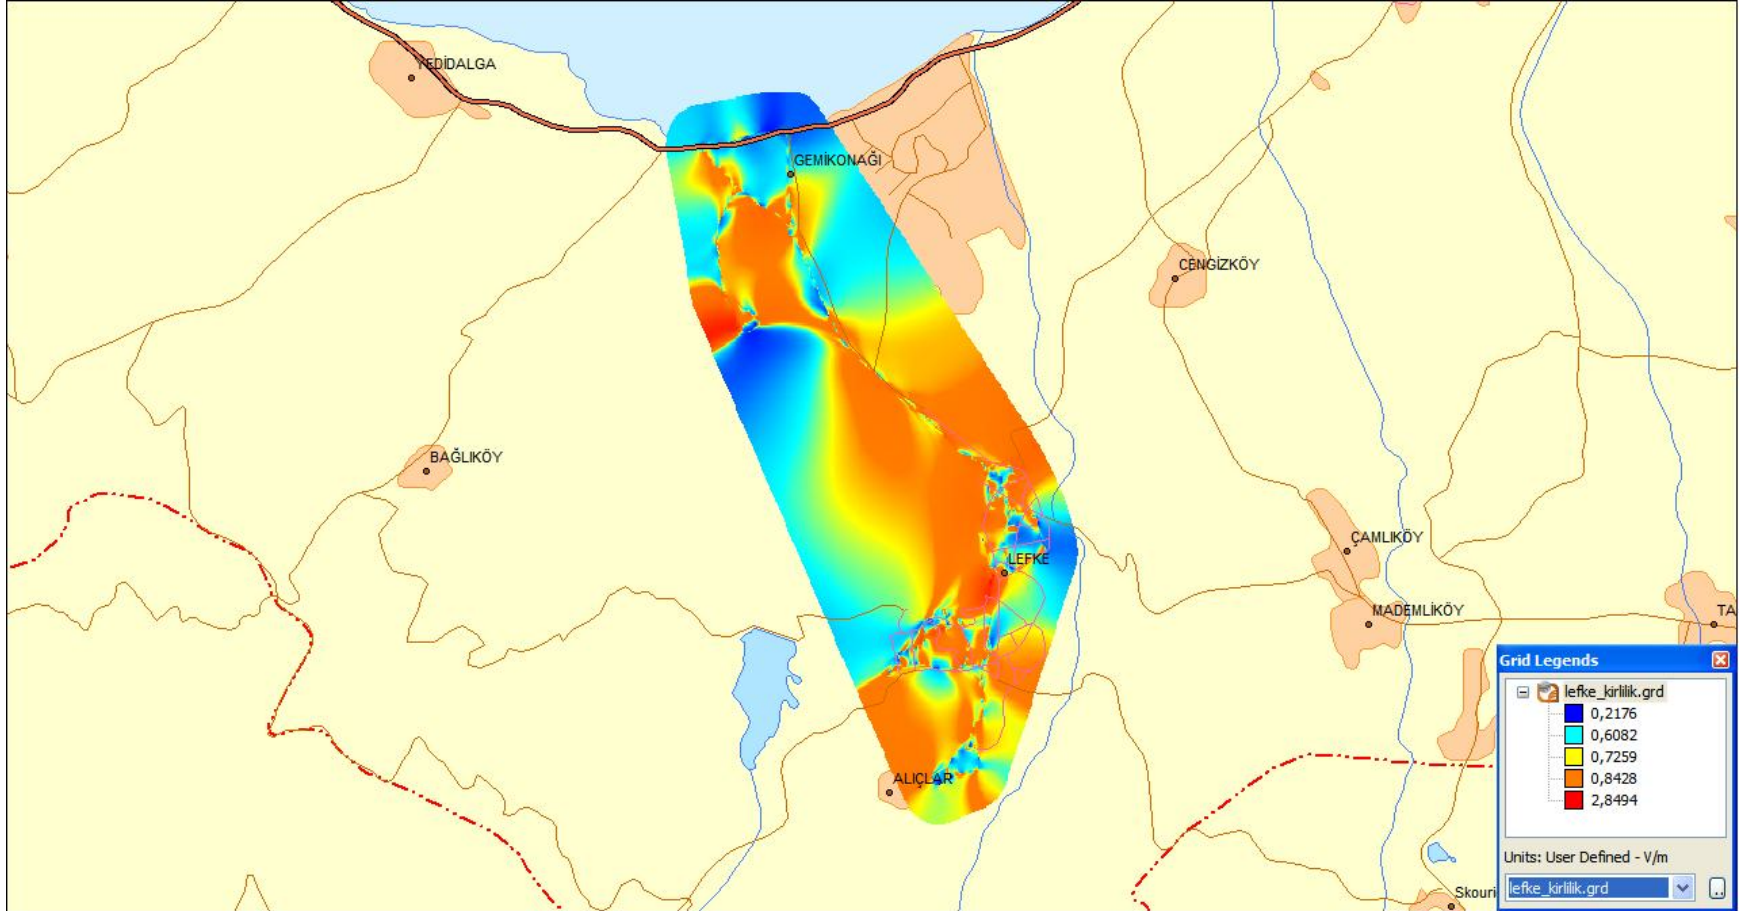 YEDİDALGA
GEMİKONAĞI
CENGİZKÖY
BAĞLIKÖY
ÇAMLIKÖY
LEFKE
MADEMLİKÖY
TA
ALIÇLAR
Skouri
Grid Legends
lefke_kirlilik.grd
0,2176
0,6082
0,7259
0,8428
2,8494
Units: User Defined - V/m
lefke_kirlilik.grd
..